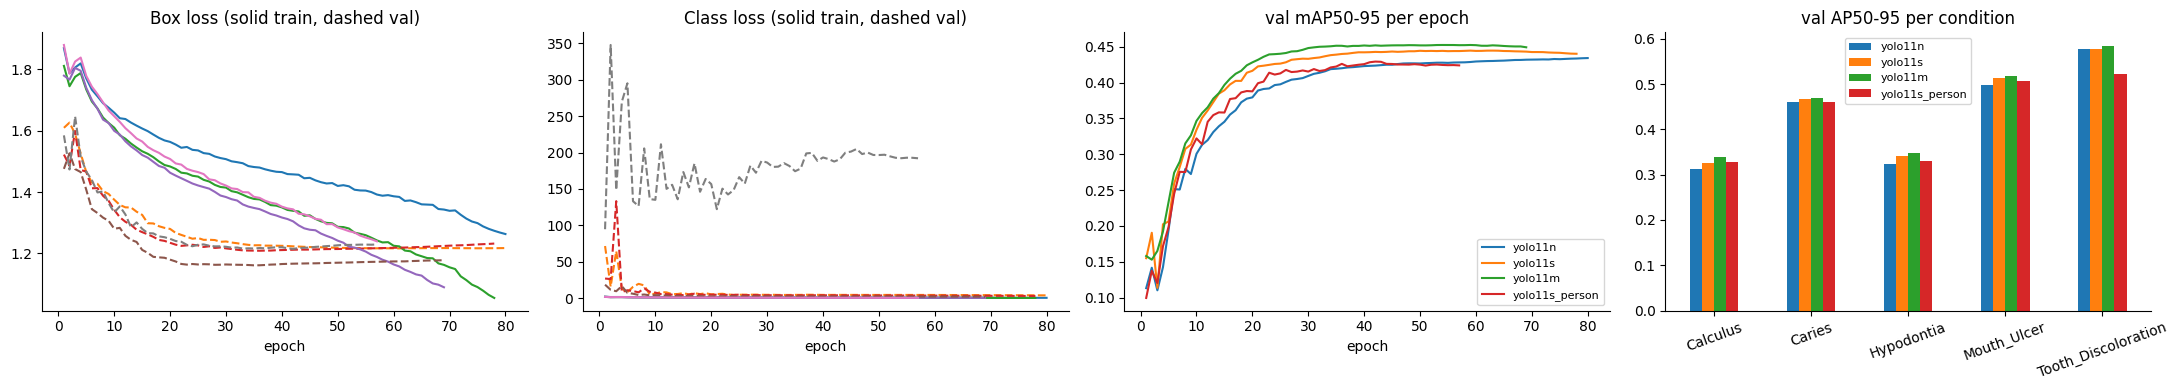 Box loss (solid train, dashed val)
1.8
1.6
1.4
1.2
0 10 20 30 40 50 60 70 80
epoch
Class loss (solid train, dashed val)
350
300
250
200
150
100
50
0
0 10 20 30 40 50 60 70 80
epoch
val mAP50-95 per epoch
0.45
0.40
0.35
0.30
0.25
0.20
0.15
0.10
yolo11n
yolo11s
yolo11m
yolo11s_person
0 10 20 30 40 50 60 70 80
epoch
val AP50-95 per condition
0.6
0.5
0.4
0.3
0.2
0.1
0.0
yolo11n
yolo11s
yolo11m
yolo11s_person
Calculus
Caries
Hypodontia
Mouth_Ulcer
Tooth_Discoloration